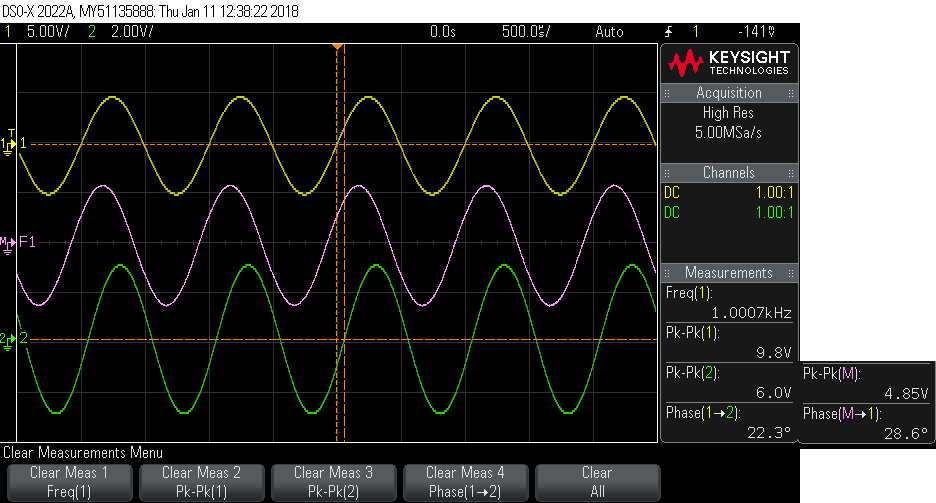 DSO-X 2022A, MY51135888: Thu Jan 11 12:38:22 2018
1 5.00V/ 2 2.00V/ 0.0s 500.0us/ Auto 1 -141mV
KEYSIGHT
TECHNOLOGIES
Acquisition
High Res
5.00MSa/s
Channels
DC 1.00:1
DC 1.00:1
Measurements
Freq(1):
1.0007kHz
Pk-Pk(1):
9.8V
Pk-Pk(2):
6.0V
Phase(1→2):
22.3°
Pk-Pk(M):
4.85V
Phase(M→1):
28.6°
T
1 1
M F1
2 2
Clear Measurements Menu
Clear Meas 1
Freq(1)
Clear Meas 2
Pk-Pk(1)
Clear Meas 3
Pk-Pk(2)
Clear Meas 4
Phase(1→2)
Clear
All